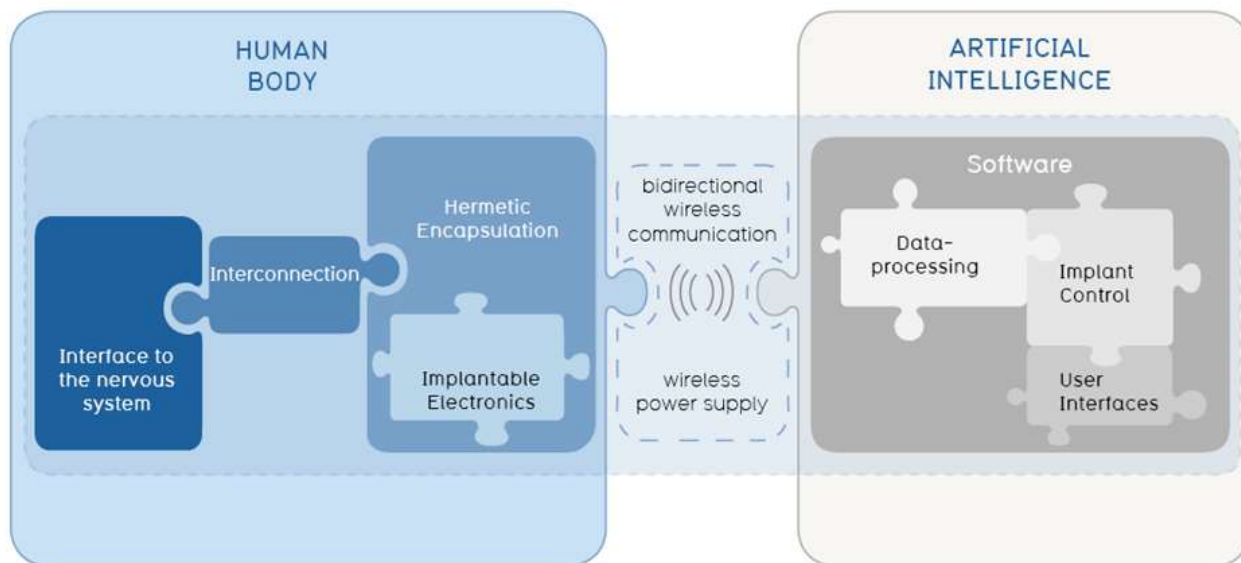 HUMAN
BODY
Interface to
the nervous
system
Interconnection
Hermetic
Encapsulation
Implantable
Electronics
bidirectional
wireless
communication
wireless
power supply
ARTIFICIAL
INTELLIGENCE
Software
Data-
processing
Implant
Control
User
Interfaces